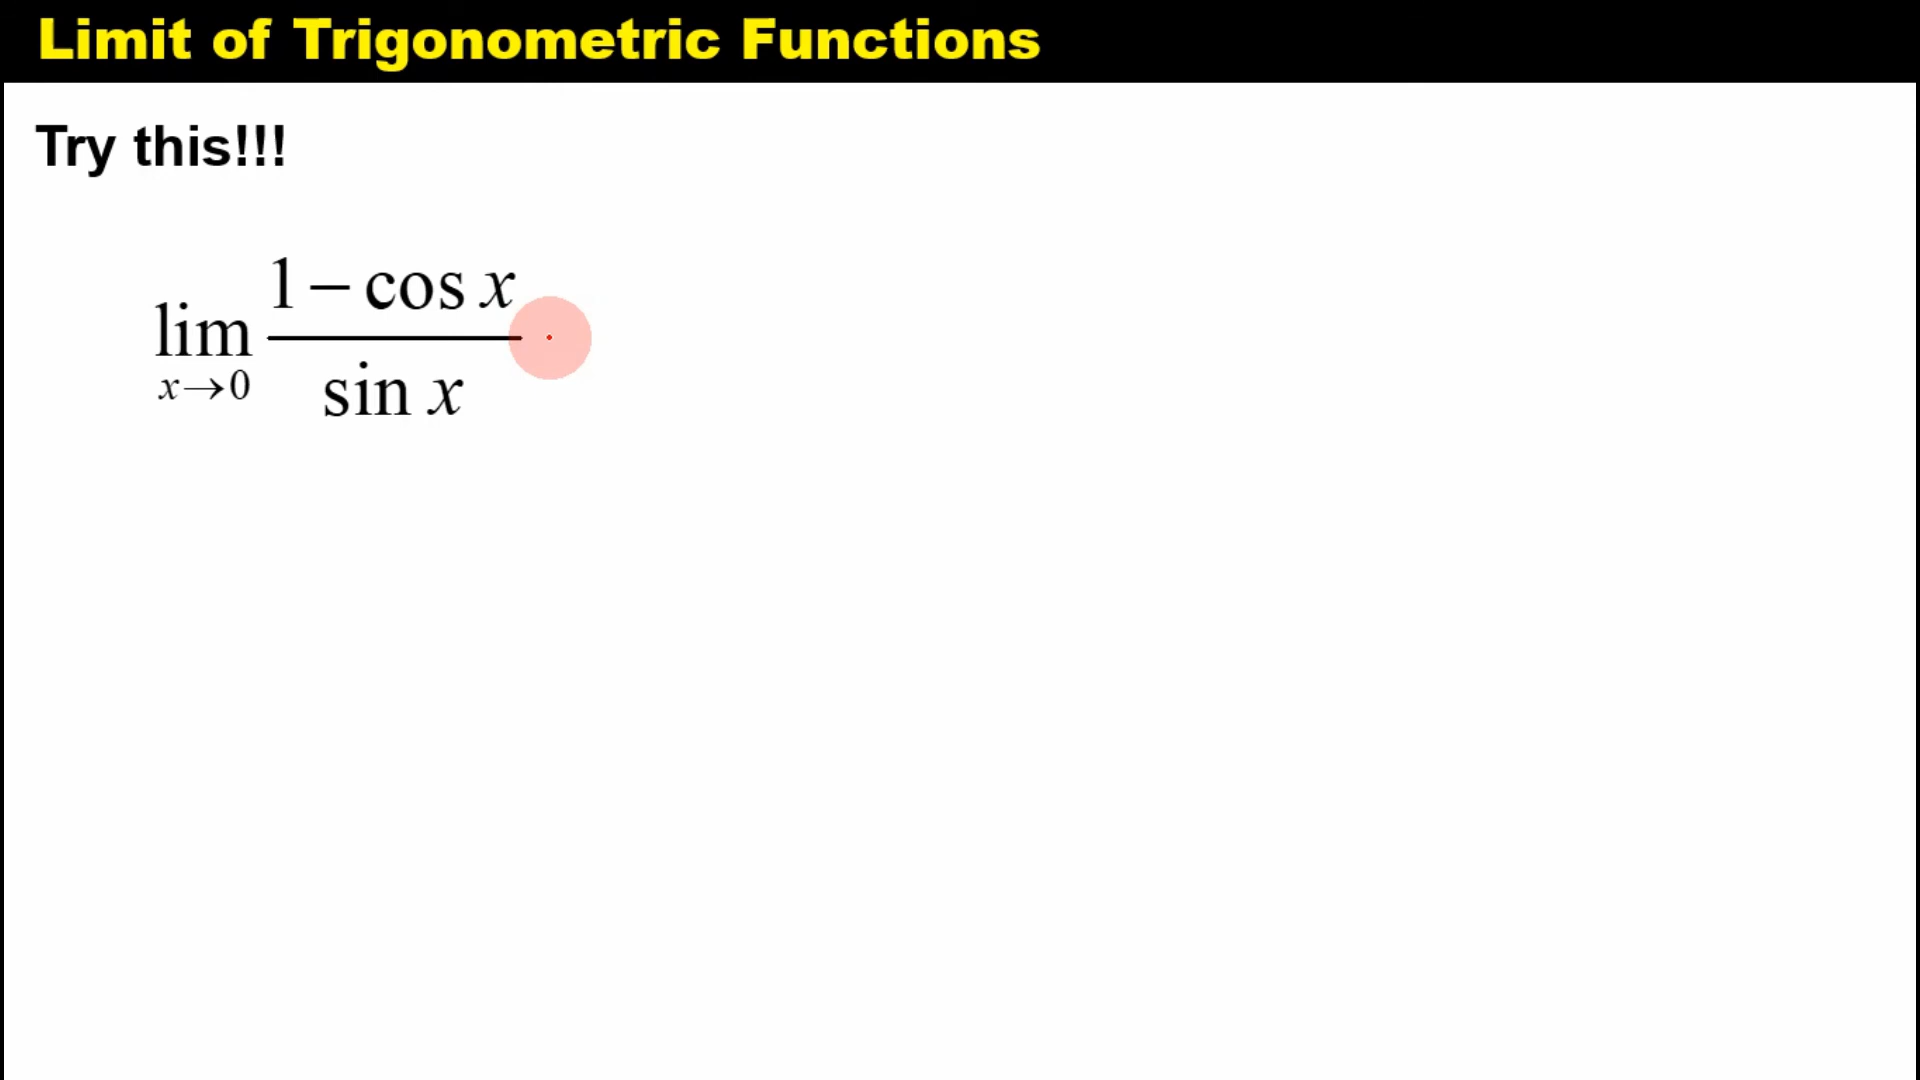 Limit of Trigonometric Functions
Try this!!!
lim x→0 (1 − cos x) / (sin x)